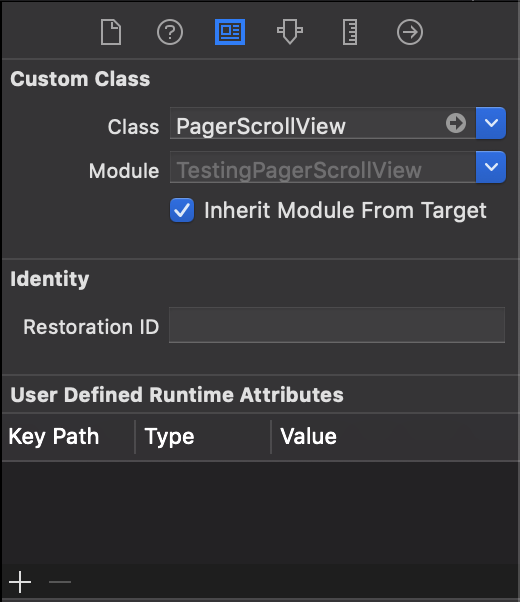 Custom Class
Class PagerScrollView
Module TestingPagerScrollView
Inherit Module From Target
Identity
Restoration ID
User Defined Runtime Attributes
Key Path Type Value